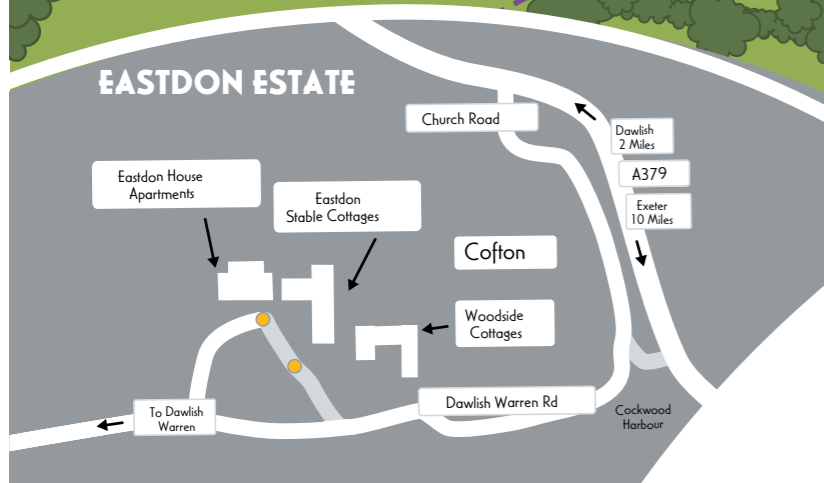 EASTDON ESTATE
Church Road
Dawlish
2 Miles
A379
Exeter
10 Miles
Eastdon House
Apartments
Eastdon
Stable Cottages
Cofton
Woodside
Cottages
Dawlish Warren Rd
To Dawlish
Warren
Cockwood
Harbour